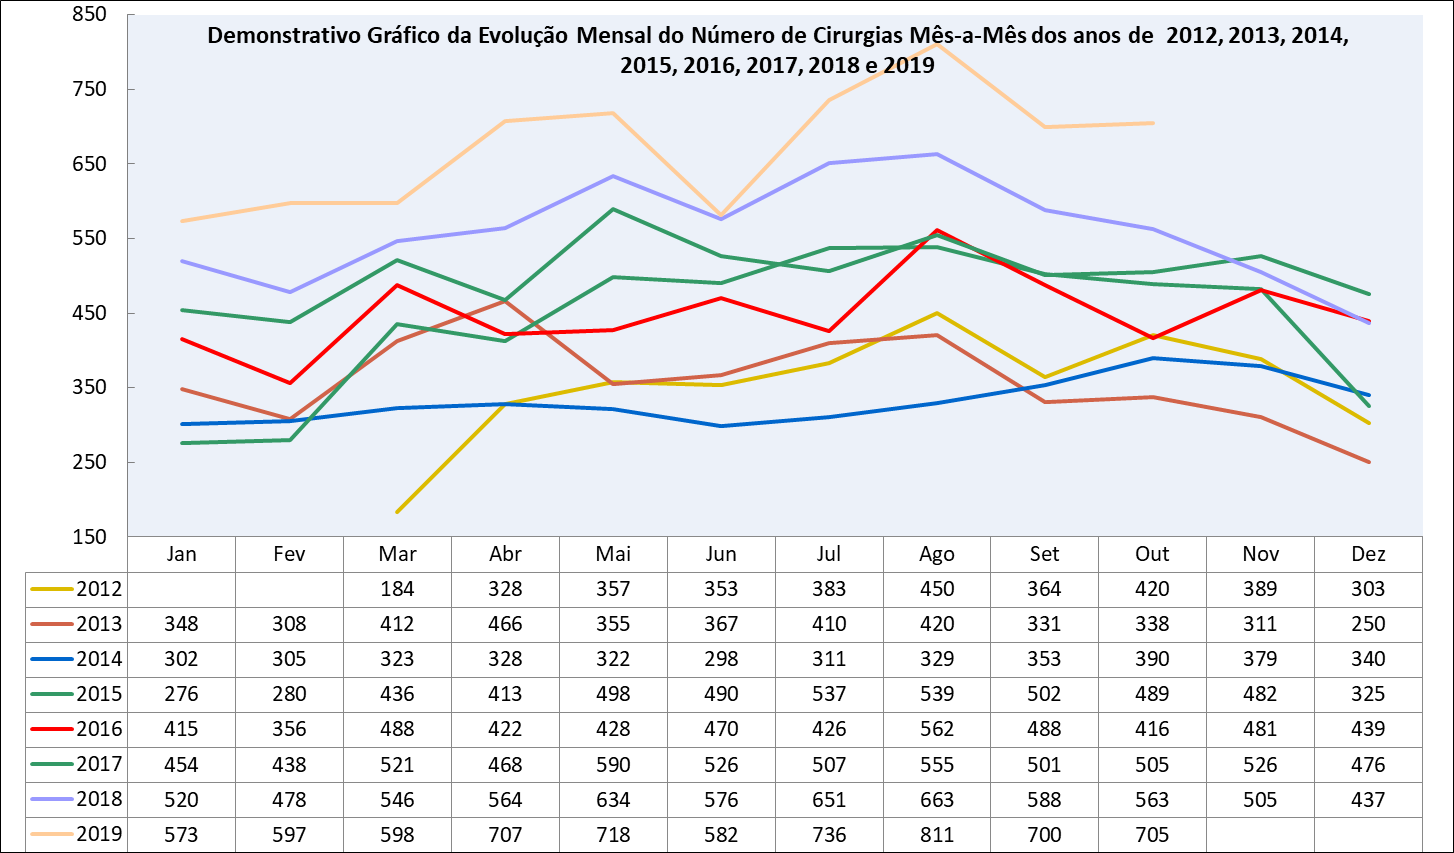 Demonstrativo Gráfico da Evolução Mensal do Número de Cirurgias Mês-a-Mês dos anos de 2012, 2013, 2014,
2015, 2016, 2017, 2018 e 2019
850
750
650
550
450
350
250
150
Jan Fev Mar Abr Mai Jun Jul Ago Set Out Nov Dez
2012 184 328 357 353 383 450 364 420 389 303
2013 348 308 412 466 355 367 410 420 331 338 311 250
2014 302 305 323 328 322 298 311 329 353 390 379 340
2015 276 280 436 413 498 490 537 539 502 489 482 325
2016 415 356 488 422 428 470 426 562 488 416 481 439
2017 454 438 521 468 590 526 507 555 501 505 526 476
2018 520 478 546 564 634 576 651 663 588 563 505 437
2019 573 597 598 707 718 582 736 811 700 705